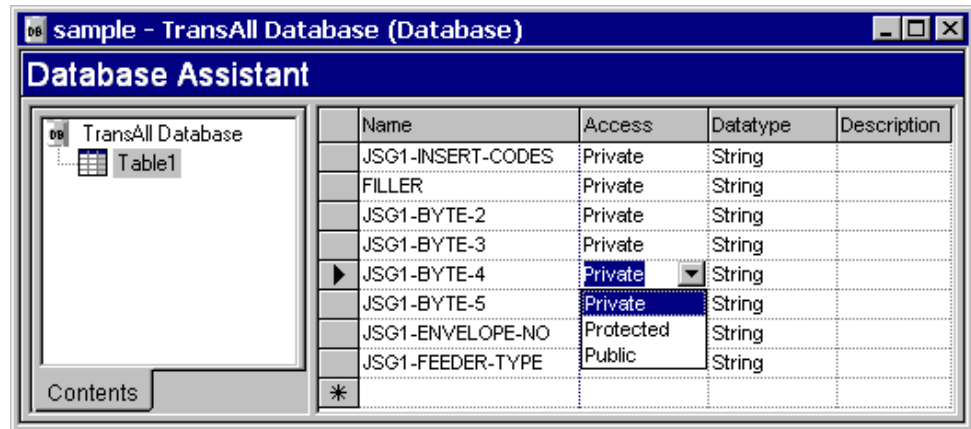 DB sample - TransAll Database (Database)
Database Assistant
DB TransAll Database
Table1
Contents
Name Access Datatype Description
JSG1-INSERT-CODES Private String
FILLER Private String
JSG1-BYTE-2 Private String
JSG1-BYTE-3 Private String
JSG1-BYTE-4 Private String
JSG1-BYTE-5 Private String
JSG1-ENVELOPE-NO Protected String
JSG1-FEEDER-TYPE Public String
*